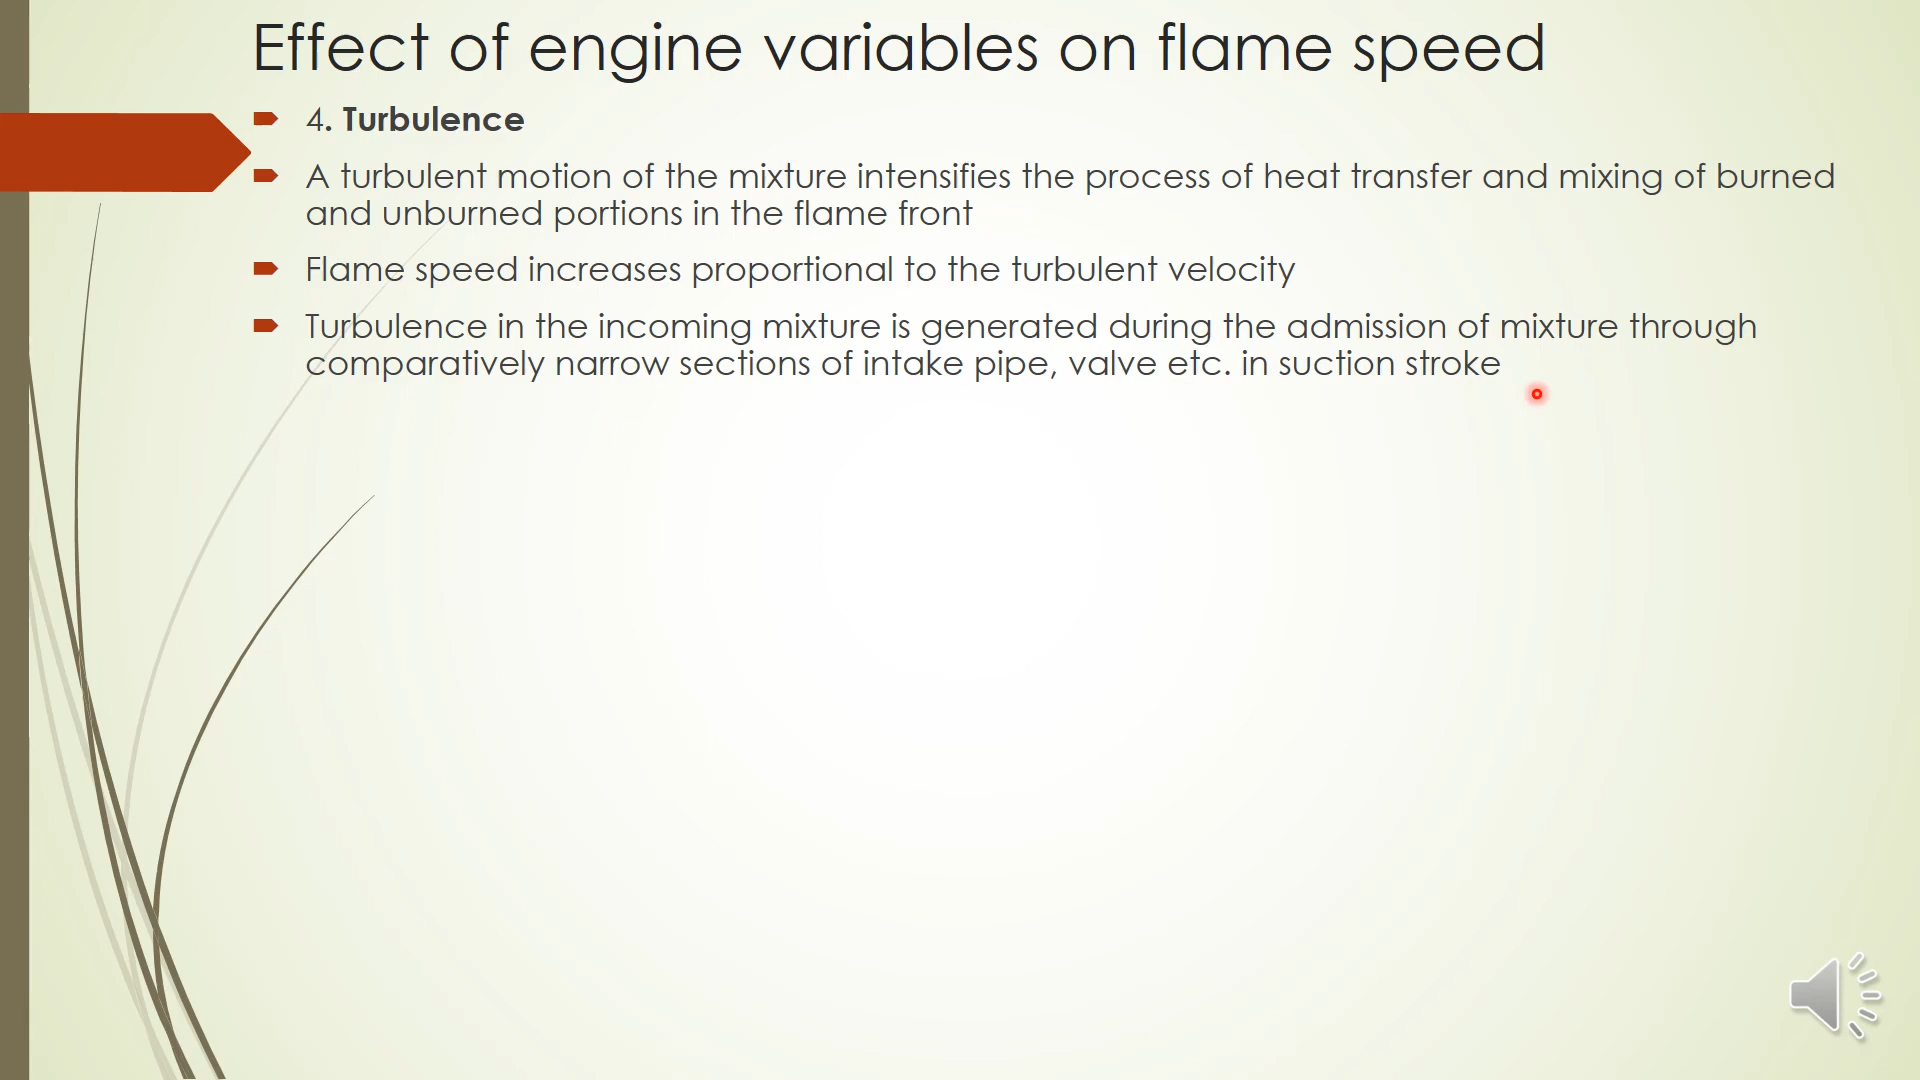 Effect of engine variables on flame speed
4. Turbulence
A turbulent motion of the mixture intensifies the process of heat transfer and mixing of burned
and unburned portions in the flame front
Flame speed increases proportional to the turbulent velocity
Turbulence in the incoming mixture is generated during the admission of mixture through
comparatively narrow sections of intake pipe, valve etc. in suction stroke